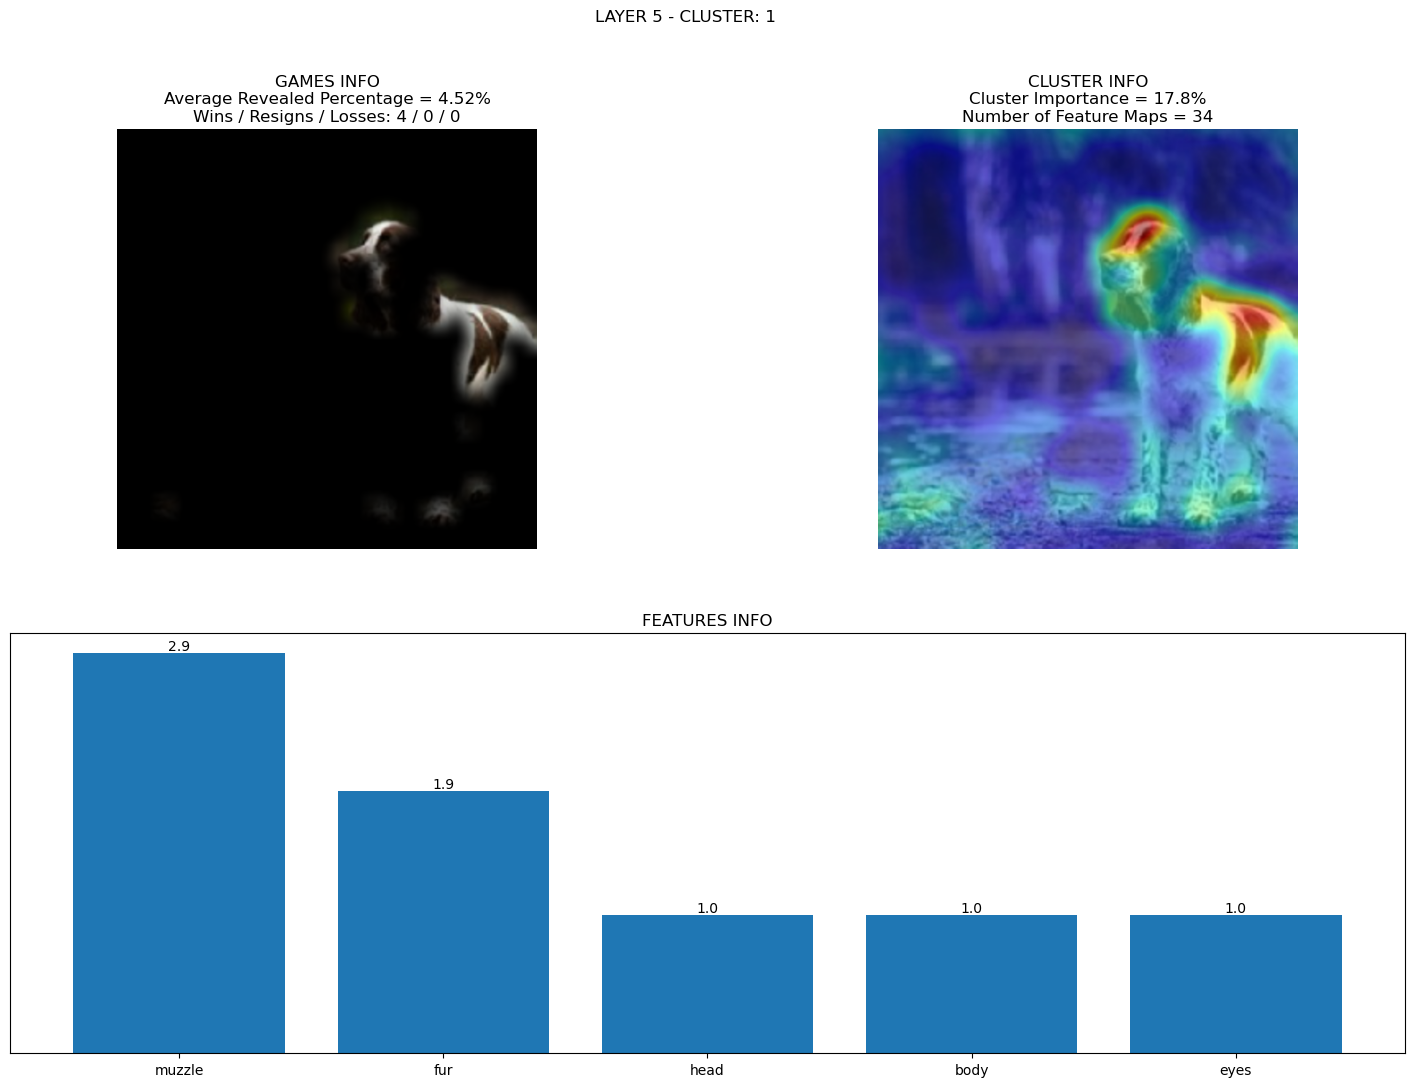 LAYER 5 - CLUSTER: 1
GAMES INFO
Average Revealed Percentage = 4.52%
Wins / Resigns / Losses: 4 / 0 / 0
CLUSTER INFO
Cluster Importance = 17.8%
Number of Feature Maps = 34
FEATURES INFO
2.9
1.9
1.0
1.0
1.0
muzzle
fur
head
body
eyes